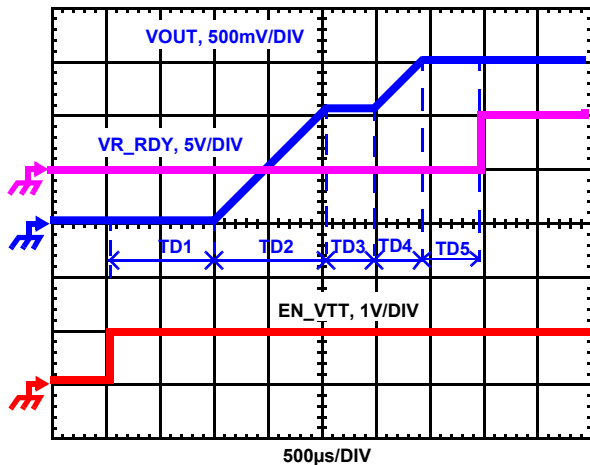 VOUT, 500mV/DIV
VR_RDY, 5V/DIV
TD1 TD2 TD3 TD4 TD5
EN_VTT, 1V/DIV
500µs/DIV